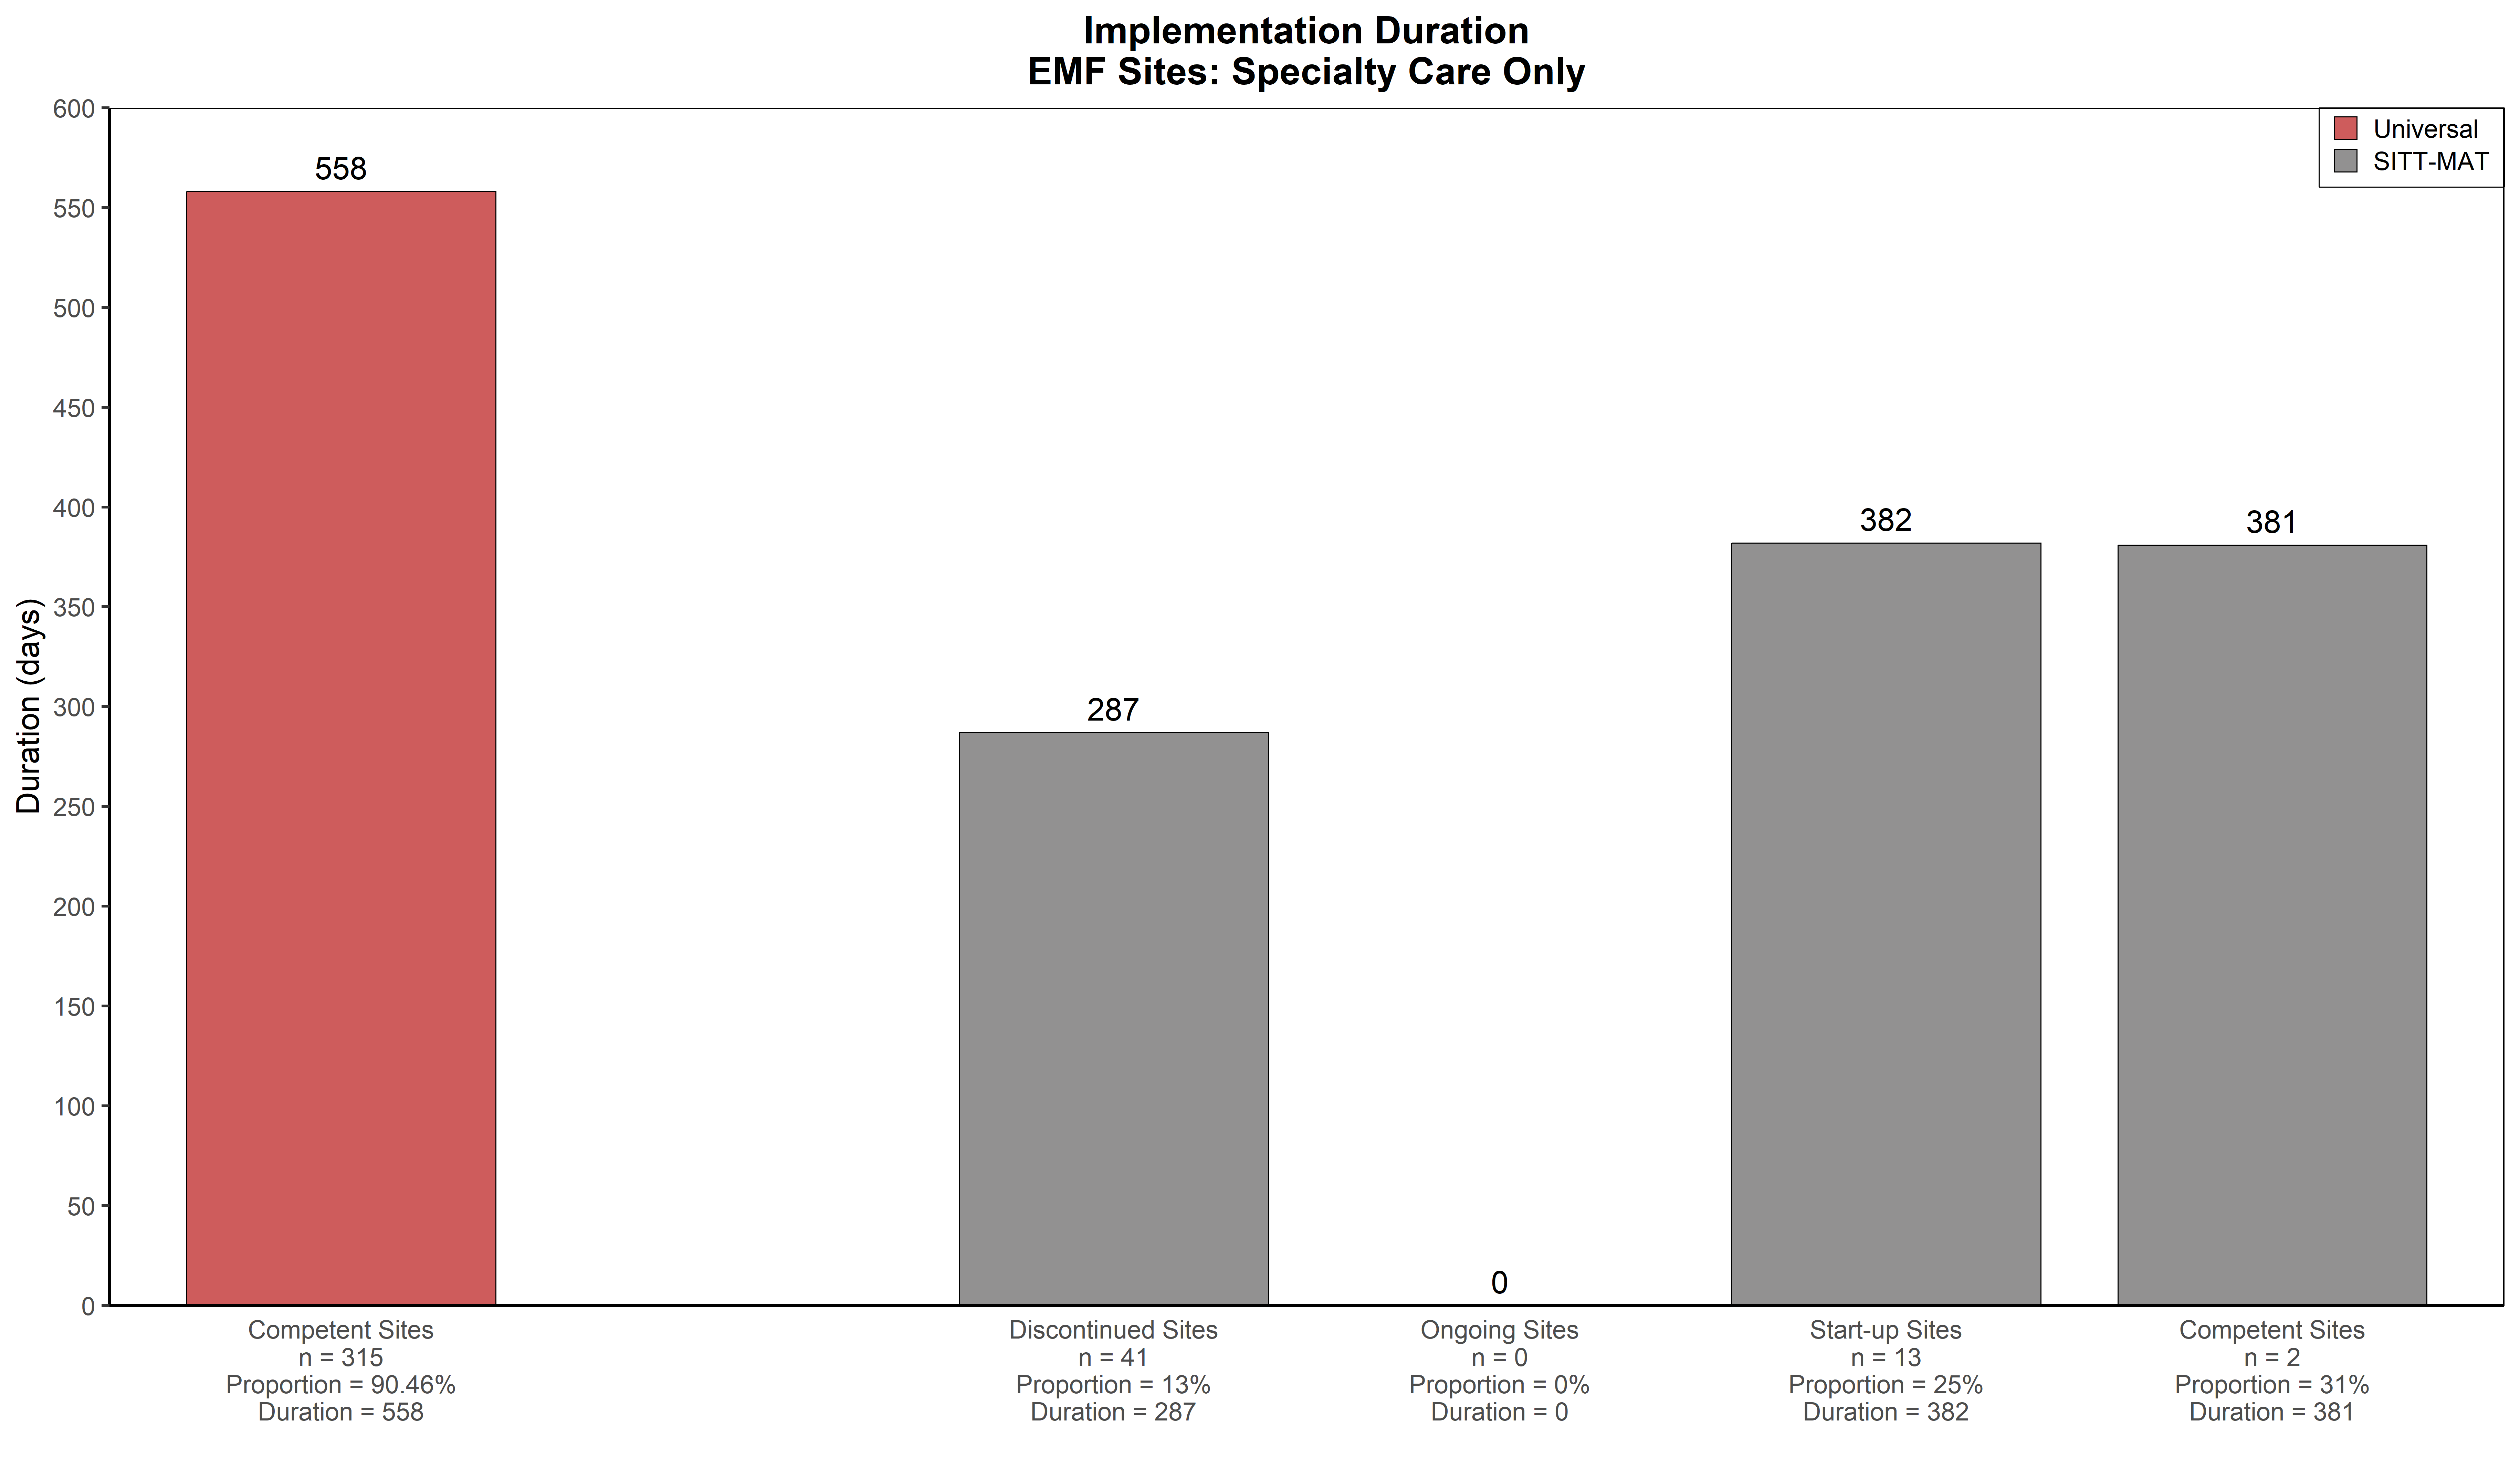 Implementation Duration
EMF Sites: Specialty Care Only
Universal
SITT-MAT
Duration (days)
600
550
500
450
400
350
300
250
200
150
100
50
0
558
287
0
382
381
Competent Sites
n = 315
Proportion = 90.46%
Duration = 558
Discontinued Sites
n = 41
Proportion = 13%
Duration = 287
Ongoing Sites
n = 0
Proportion = 0%
Duration = 0
Start-up Sites
n = 13
Proportion = 25%
Duration = 382
Competent Sites
n = 2
Proportion = 31%
Duration = 381